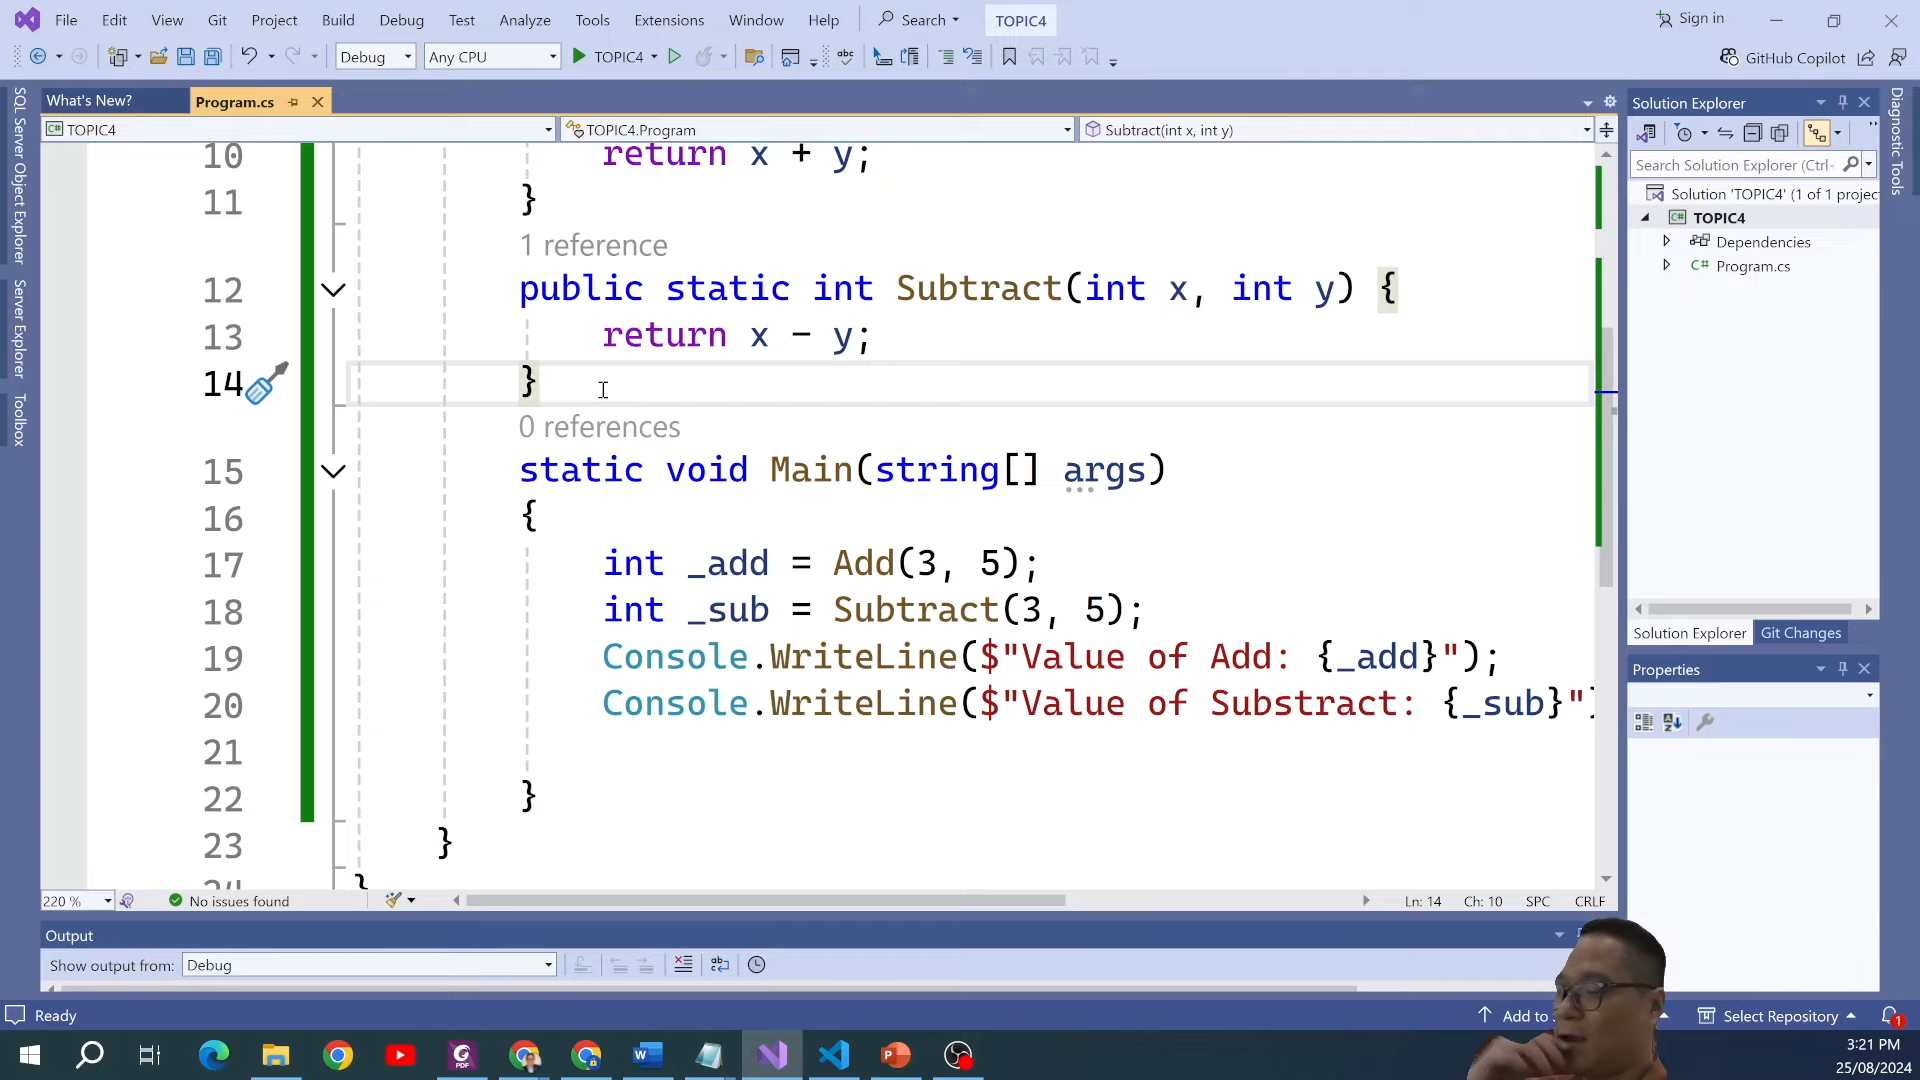 File Edit View Git Project Build Debug Test Analyze Tools Extensions Window Help Search TOPIC4 Sign in
Debug Any CPU TOPIC4 GitHub Copilot
What's New? Program.cs
TOPIC4 TOPIC4.Program Subtract(int x, int y)
SQL Server Object Explorer
Server Explorer
Toolbox
10 return x + y;
11 }
1 reference
12 public static int Subtract(int x, int y) {
13 return x - y;
14 }
0 references
15 static void Main(string[] args)
16 {
17 int _add = Add(3, 5);
18 int _sub = Subtract(3, 5);
19 Console.WriteLine($"Value of Add: {_add}");
20 Console.WriteLine($"Value of Substract: {_sub}"
21
22 }
23 }
24 }
220 % No issues found Ln: 14 Ch: 10 SPC CRLF
Output
Show output from: Debug
Solution Explorer
Search Solution Explorer (Ctrl-
Solution 'TOPIC4' (1 of 1 projec
TOPIC4
Dependencies
C# Program.cs
Solution Explorer Git Changes
Properties
Diagnostic Tools
Ready Add to Select Repository 1
3:21 PM
25/08/2024